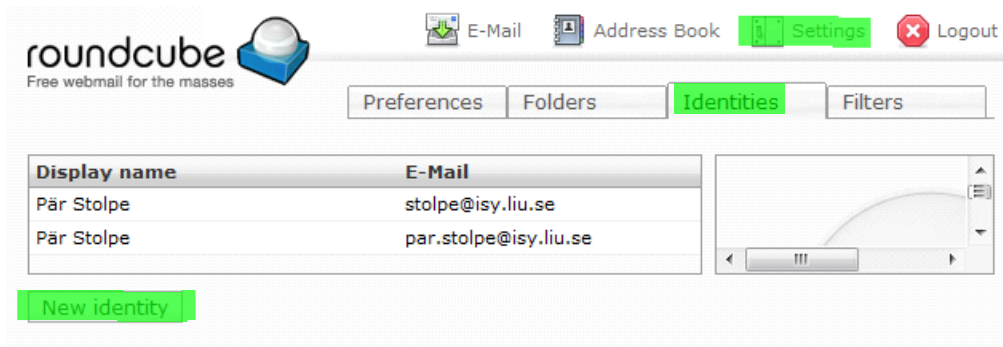 roundcube
Free webmail for the masses
E-Mail Address Book Settings Logout
Preferences Folders Identities Filters
Display name E-Mail
Pär Stolpe stolpe@isy.liu.se
Pär Stolpe par.stolpe@isy.liu.se
New identity